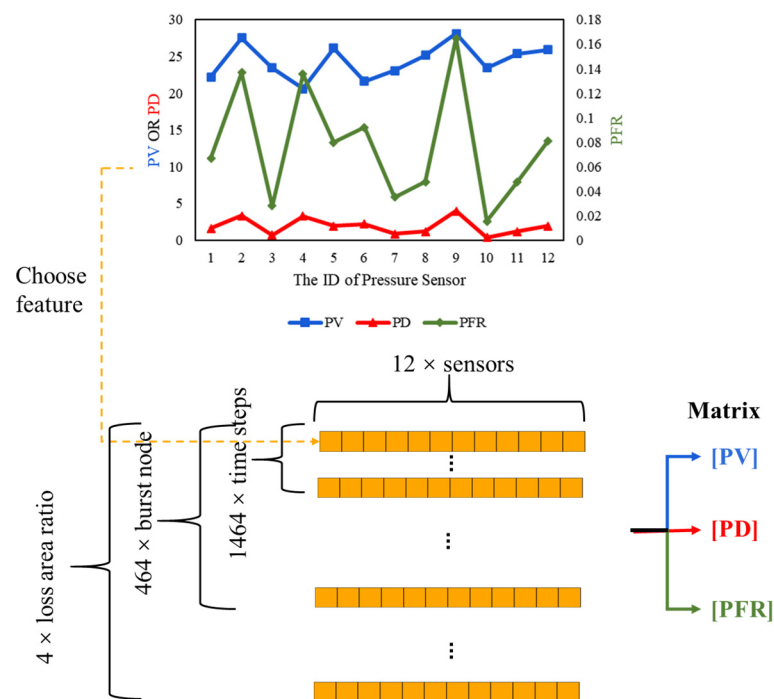 30
25
20
15
10
5
0
PV OR PD
0.18
0.16
0.14
0.12
0.1
0.08
0.06
0.04
0.02
0
PFR
1 2 3 4 5 6 7 8 9 10 11 12
The ID of Pressure Sensor
PV PD PFR
Choose
feature
12 × sensors
1464 × time steps
464 × burst node
4 × loss area ratio
...
...
...
Matrix
[PV]
[PD]
[PFR]